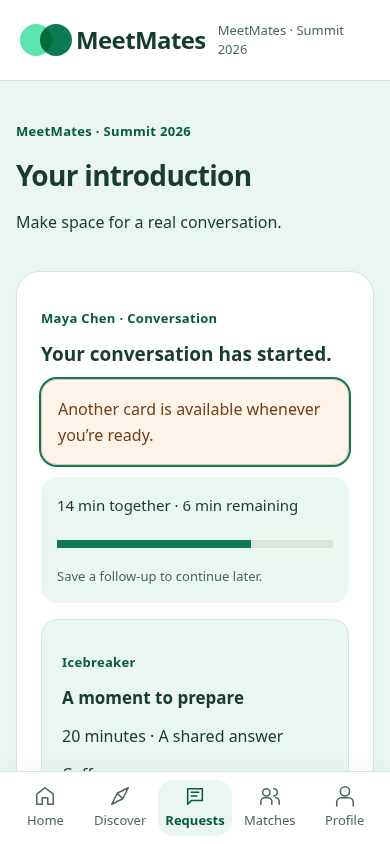 MeetMates
MeetMates · Summit
2026
MeetMates · Summit 2026
Your introduction
Make space for a real conversation.
Maya Chen · Conversation
Your conversation has started.
Another card is available whenever
you’re ready.
14 min together · 6 min remaining
Save a follow-up to continue later.
Icebreaker
A moment to prepare
20 minutes · A shared answer
Home
Discover
Requests
Matches
Profile